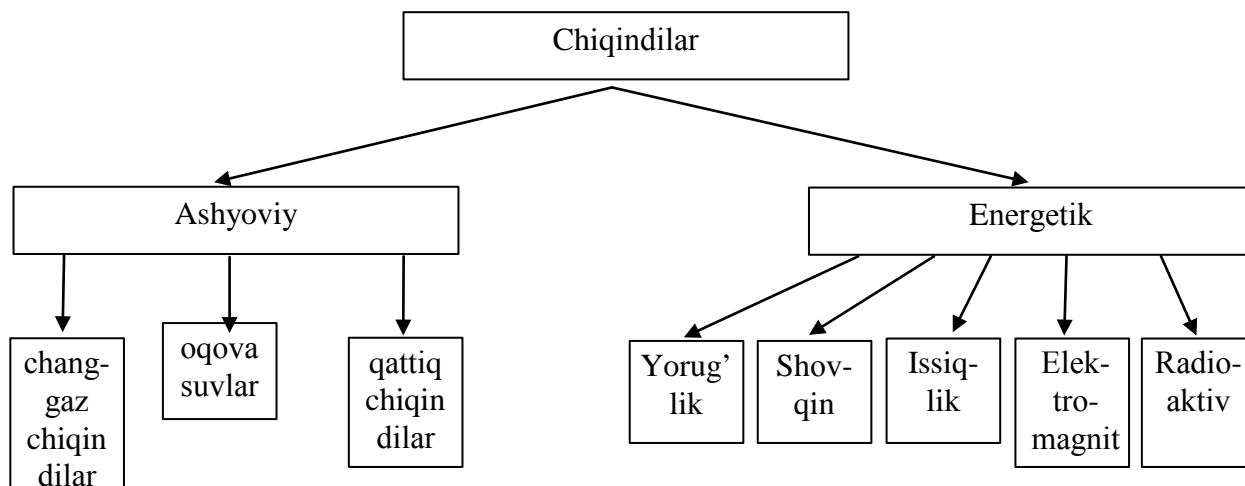 Chiqindilar
Ashyoviy
Energetik
chang-
gaz
chiqin
dilar
oqova
suvlar
qattiq
chiqin
dilar
Yorug’
lik
Shov-
qin
Issiq-
lik
Elek-
tro-
magnit
Radio-
aktiv